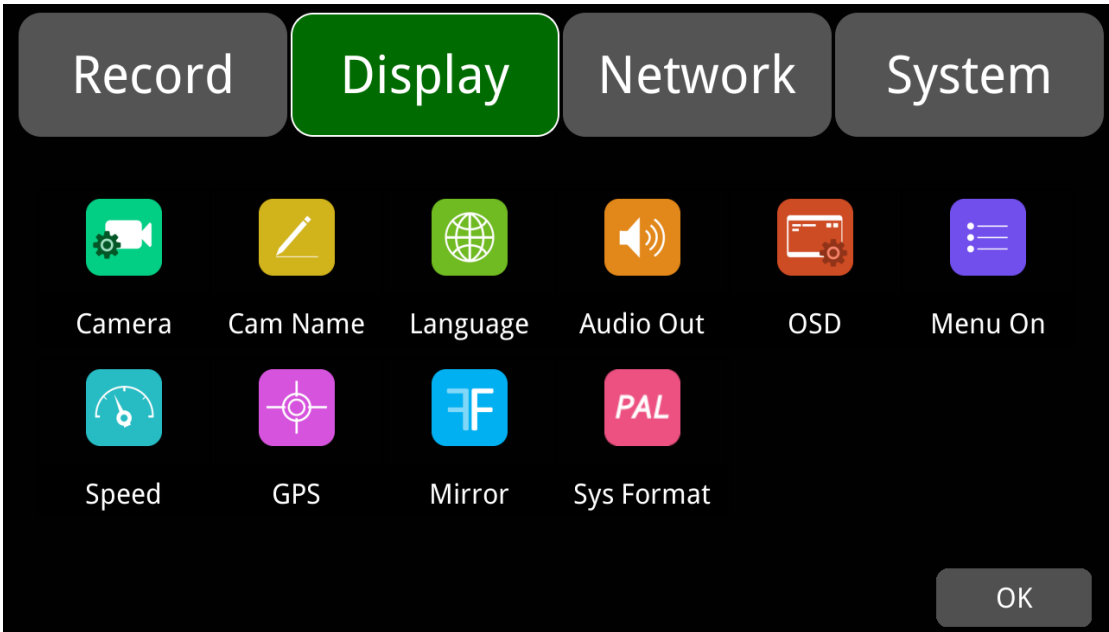 Record Display Network System
Camera Cam Name Language Audio Out OSD Menu On
PAL
Speed GPS Mirror Sys Format
OK